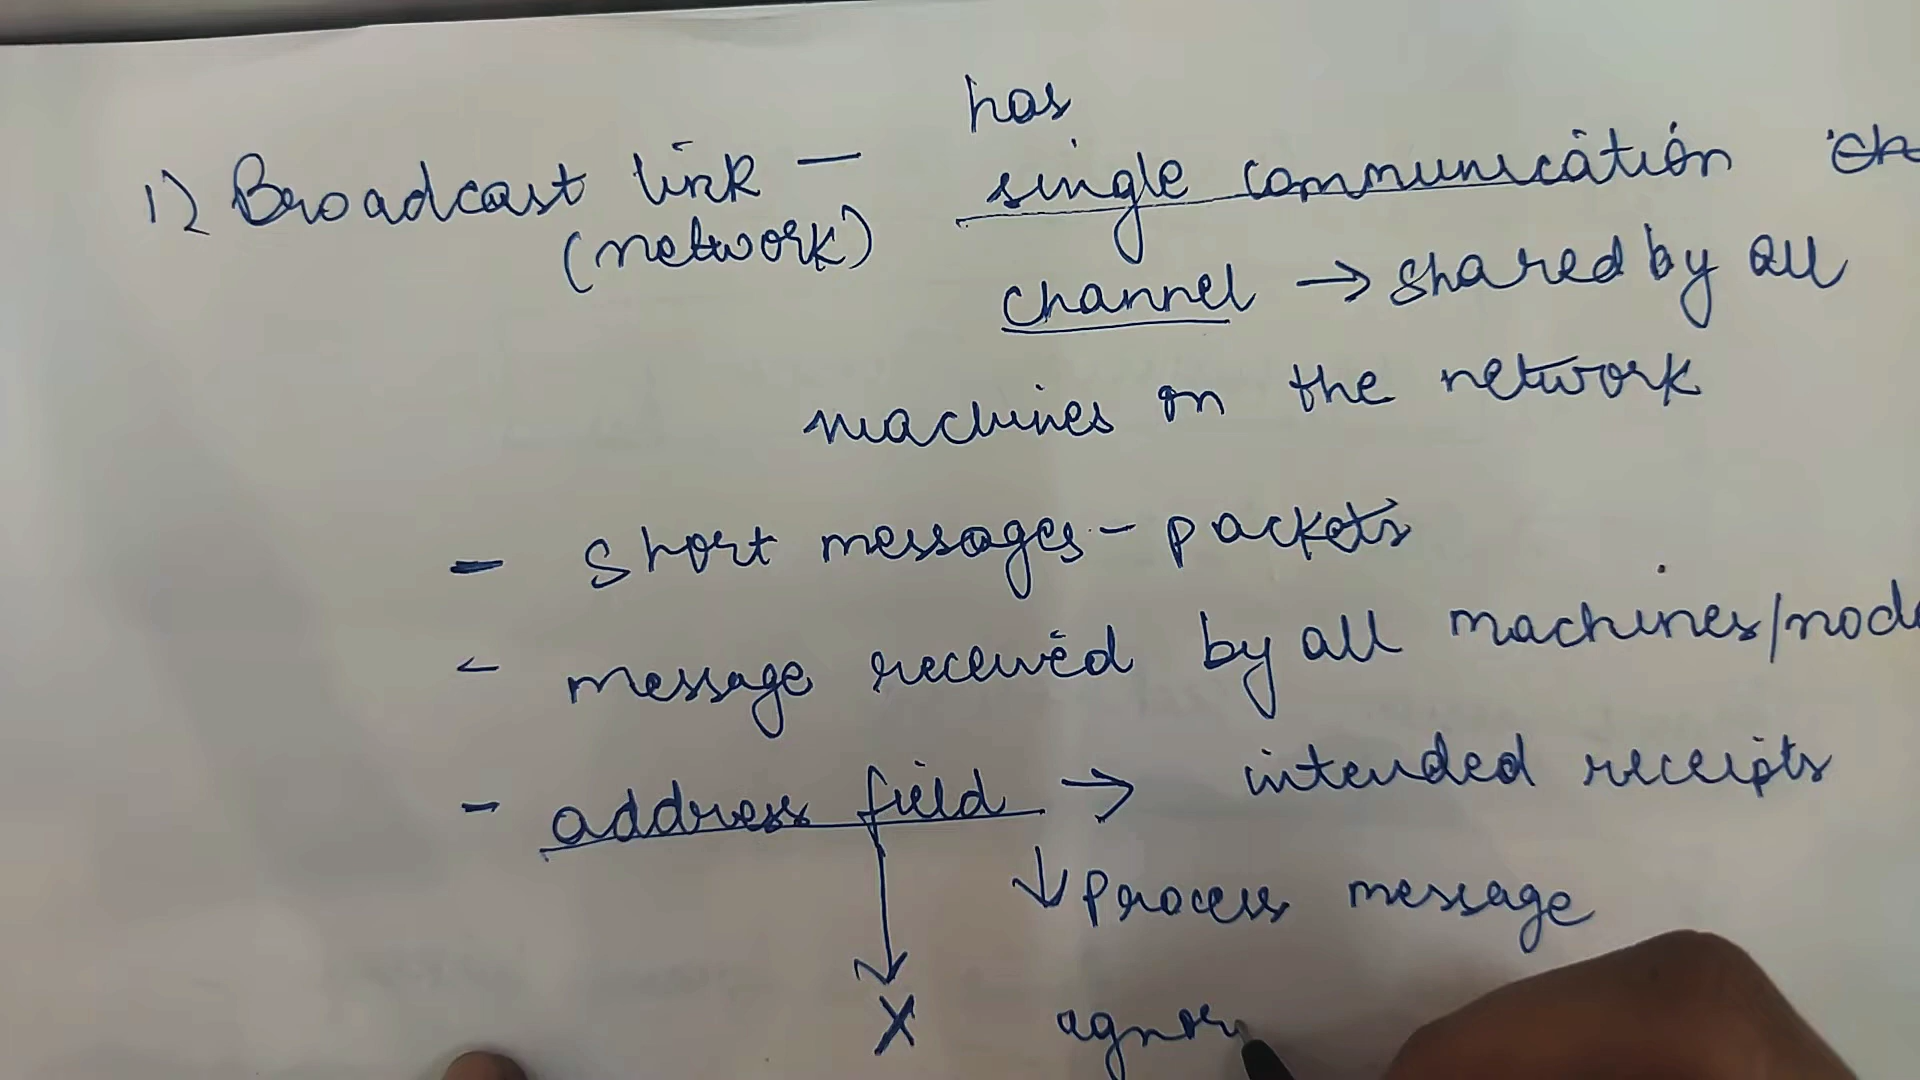 has
1) Broadcast link — single communication
(network)
channel → shared by all
machines on the network
- Short messages - packets
- message received by all machines/node
- address field → intended receipts
↓ process message
X